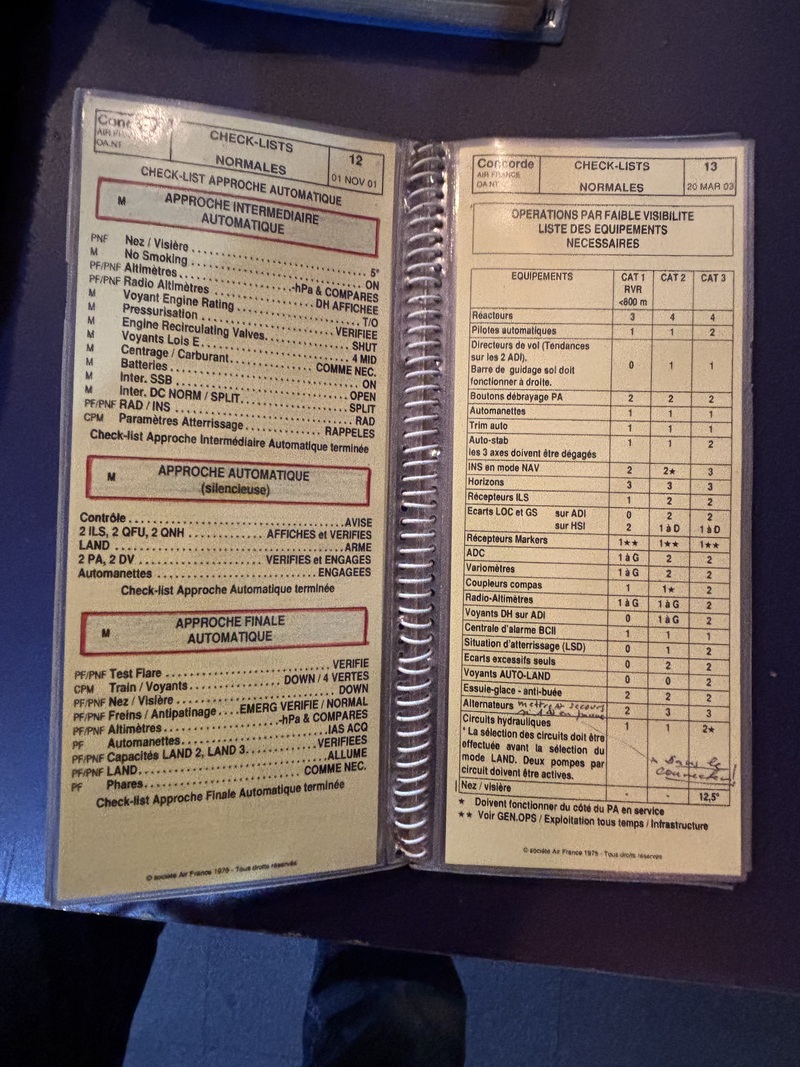 Concorde
AIR FRANCE
OA.NT
CHECK-LISTS
NORMALES
12
01 NOV 01
CHECK-LIST APPROCHE AUTOMATIQUE
M APPROCHE INTERMEDIAIRE
AUTOMATIQUE
PNF Nez / Visière ........ 5°
M No Smoking ........ ON
PF/PNF Altimètres ........ -hPa & COMPARES
PF/PNF Radio Altimètres ........ DH AFFICHEE
M Voyant Engine Rating ........ T/O
M Pressurisation ........ VERIFIEE
M Engine Recirculating Valves ........ SHUT
M Voyants Lois E ........ 4 MID
M Centrage / Carburant ........ COMME NEC.
M Batteries ........ ON
M Inter. SSB ........ OPEN
M Inter. DC NORM / SPLIT ........ SPLIT
PF/PNF RAD / INS ........ RAD
CPM Paramètres Atterrissage ........ RAPPELES
Check-list Approche Intermédiaire Automatique terminée
M APPROCHE AUTOMATIQUE
(silencieuse)
Contrôle ........ AVISE
2 ILS, 2 QFU, 2 QNH ........ AFFICHES et VERIFIES
LAND ........ ARME
2 PA, 2 DV ........ VERIFIES et ENGAGES
Automanettes ........ ENGAGEES
Check-list Approche Automatique terminée
M APPROCHE FINALE
AUTOMATIQUE
PF/PNF Test Flare ........ VERIFIE
CPM Train / Voyants ........ DOWN / 4 VERTES
PF/PNF Nez / Visière ........ DOWN
PF/PNF Freins / Antipatinage ... EMERG VERIFIE / NORMAL
PF/PNF Altimètres ........ -hPa & COMPARES
PF Automanettes ........ IAS ACQ
PF/PNF Capacités LAND 2, LAND 3 ........ VERIFIEES
PF/PNF LAND ........ ALLUME
PF Phares ........ COMME NEC.
Check-list Approche Finale Automatique terminée
© société Air France 1975 - Tous droits réservés
Concorde
AIR FRANCE
OA.NT
CHECK-LISTS
NORMALES
13
20 MAR 03
OPERATIONS PAR FAIBLE VISIBILITE
LISTE DES EQUIPEMENTS
NECESSAIRES
EQUIPEMENTS CAT 1 CAT 2 CAT 3
RVR
<800 m
Réacteurs 3 4 4
Pilotes automatiques 1 1 2
Directeurs de vol (Tendances
sur les 2 ADI).
Barre de guidage sol doit 0 1 1
fonctionner à droite.
Boutons débrayage PA 2 2 2
Automanettes 1 1 1
Trim auto 1 1 1
Auto-stab 1 1 2
les 3 axes doivent être dégagés
INS en mode NAV 2 2★ 3
Horizons 3 3 3
Récepteurs ILS 1 2 2
Ecarts LOC et GS sur ADI 0 2 2
sur HSI 2 1 à D 1 à D
Récepteurs Markers 1★★ 1★★ 1★★
ADC 1 à G 2 2
Variomètres 1 à G 2 2
Coupleurs compas 1 1★ 2
Radio-Altimètres 1 à G 1 à G 2
Voyants DH sur ADI 0 1 à G 2
Centrale d'alarme BCII 1 1 1
Situation d'atterrissage (LSD) 0 1 2
Ecarts excessifs seuls 0 2 2
Voyants AUTO-LAND 0 0 2
Essuie-glace - anti-buée 2 2 2
Alternateurs mettre secours 2 3 3
Circuits hydrauliques 1 1 2★
* La sélection des circuits doit être
effectuée avant la sélection du
mode LAND. Deux pompes par
circuit doivent être actives.
Nez / visière - - 12,5°
★ Doivent fonctionner du côté du PA en service
★★ Voir GEN.OPS / Exploitation tous temps / Infrastructure
© société Air France 1975 - Tous droits réservés